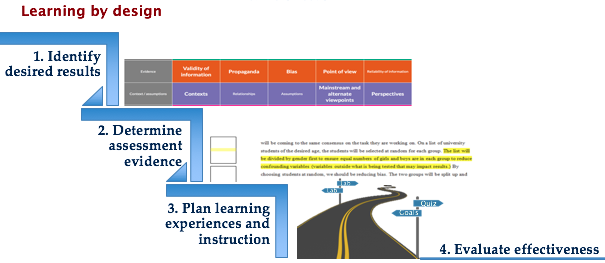 Learning by design
1. Identify
desired results
Evidence
Validity of
information
Propaganda
Bias
Point of view
Reliability of information
Context / assumptions
Contexts
Relationships
Assumptions
Mainstream and
alternate
viewpoints
Perspectives
2. Determine
assessment
evidence
will be coming to the same consensus on the task they are working on. On a list of university
students of the desired age, the students will be selected at random for each group. The list will
be divided by gender first to ensure equal numbers of girls and boys are in each group to reduce
confounding variables (variables outside what is being tested that may impact results.) By
choosing students at random, we should be reducing bias. The two groups will be split up and
3. Plan learning
experiences and
instruction
Lab
Lab
Quiz
Goals
4. Evaluate effectiveness